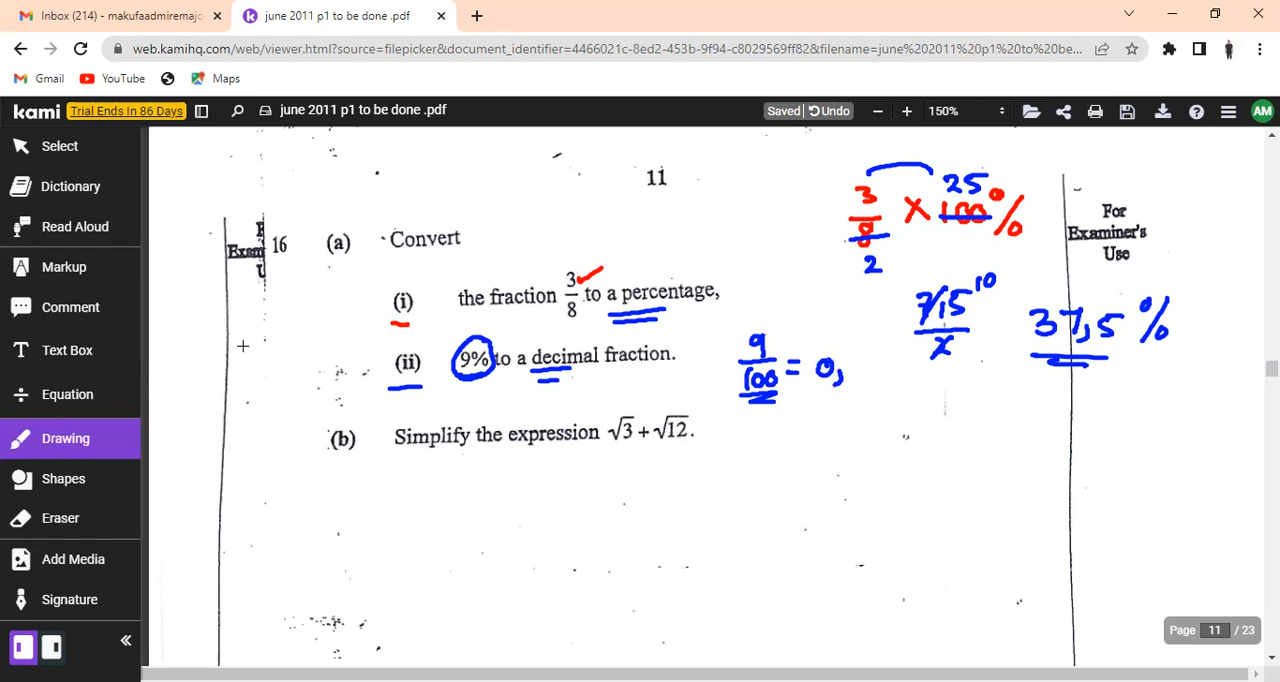 Inbox (214) - makufaadmiremajo
june 2011 p1 to be done .pdf
web.kamihq.com/web/viewer.html?source=filepicker&document_identifier=4466021c-8ed2-453b-9f94-c8029569ff82&filename=june%202011%20p1%20to%20be...
Gmail
YouTube
Maps
kami
Trial Ends In 86 Days
june 2011 p1 to be done .pdf
Saved
Undo
150%
AM
Select
Dictionary
Read Aloud
Markup
Comment
Text Box
Equation
Drawing
Shapes
Eraser
Add Media
Signature
11
3/8 × 100%
25
2
For
Examiner's
Use
16 (a) Convert
(i) the fraction 3/8 to a percentage,
7,5 10
2
37,5 %
(ii) 9% to a decimal fraction.
9/100 = 0,
(b) Simplify the expression √3 + √12.
Page 11 / 23